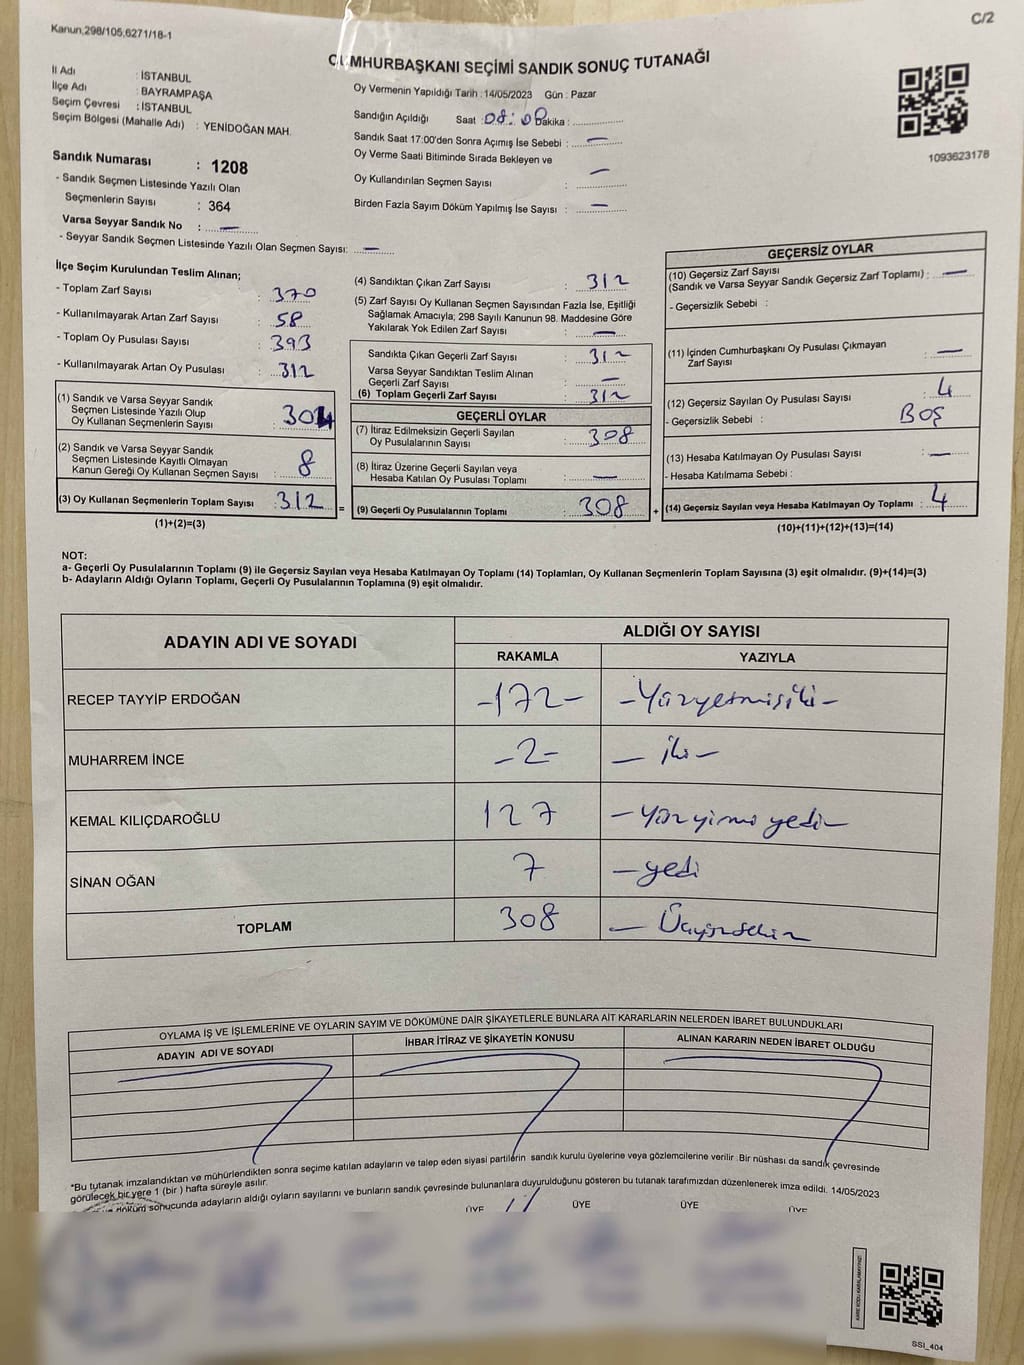 C/2
Kanun.298/105,6271/18-1
CUMHURBAŞKANI SEÇİMİ SANDIK SONUÇ TUTANAĞI
İl Adı : İSTANBUL
İlçe Adı : BAYRAMPAŞA
Seçim Çevresi : İSTANBUL
Seçim Bölgesi (Mahalle Adı) : YENİDOĞAN MAH.
Sandık Numarası : 1208
- Sandık Seçmen Listesinde Yazılı Olan
Seçmenlerin Sayısı : 364
Varsa Seyyar Sandık No : —
- Seyyar Sandık Seçmen Listesinde Yazılı Olan Seçmen Sayısı: —
Oy Vermenin Yapıldığı Tarih :14/05/2023 Gün : Pazar
Sandığın Açıldığı Saat :08:00 Dakika :
Sandık Saat 17:00'den Sonra Açımış İse Sebebi : —
Oy Verme Saati Bitiminde Sırada Bekleyen ve
Oy Kullandırılan Seçmen Sayısı : —
Birden Fazla Sayım Döküm Yapılmış İse Sayısı : —
1093623178
İlçe Seçim Kurulundan Teslim Alınan;
- Toplam Zarf Sayısı : 370
- Kullanılmayarak Artan Zarf Sayısı : 58
- Toplam Oy Pusulası Sayısı : 393
- Kullanılmayarak Artan Oy Pusulası : 312
(1) Sandık ve Varsa Seyyar Sandık
Seçmen Listesinde Yazılı Olup
Oy Kullanan Seçmenlerin Sayısı : 304
(2) Sandık ve Varsa Seyyar Sandık
Seçmen Listesinde Kayıtlı Olmayan
Kanun Gereği Oy Kullanan Seçmen Sayısı : 8
(3) Oy Kullanan Seçmenlerin Toplam Sayısı : 312 =
(1)+(2)=(3)
(4) Sandıktan Çıkan Zarf Sayısı : 312
(5) Zarf Sayısı Oy Kullanan Seçmen Sayısından Fazla İse, Eşitliği
Sağlamak Amacıyla; 298 Sayılı Kanunun 98. Maddesine Göre
Yakılarak Yok Edilen Zarf Sayısı : —
Sandıkta Çıkan Geçerli Zarf Sayısı : 312
Varsa Seyyar Sandıktan Teslim Alınan
Geçerli Zarf Sayısı : —
(6) Toplam Geçerli Zarf Sayısı : 312
GEÇERLİ OYLAR
(7) İtiraz Edilmeksizin Geçerli Sayılan
Oy Pusulalarının Sayısı : 308
(8) İtiraz Üzerine Geçerli Sayılan veya
Hesaba Katılan Oy Pusulası Toplamı : —
(9) Geçerli Oy Pusulalarının Toplamı : 308 +
GEÇERSİZ OYLAR
(10) Geçersiz Zarf Sayısı
(Sandık ve Varsa Seyyar Sandık Geçersiz Zarf Toplamı) : —
- Geçersizlik Sebebi :
(11) İçinden Cumhurbaşkanı Oy Pusulası Çıkmayan
Zarf Sayısı : —
(12) Geçersiz Sayılan Oy Pusulası Sayısı : 4
- Geçersizlik Sebebi : BOŞ
(13) Hesaba Katılmayan Oy Pusulası Sayısı : —
- Hesaba Katılmama Sebebi :
(14) Geçersiz Sayılan veya Hesaba Katılmayan Oy Toplamı : 4
(10)+(11)+(12)+(13)=(14)
NOT:
a- Geçerli Oy Pusulalarının Toplamı (9) ile Geçersiz Sayılan veya Hesaba Katılmayan Oy Toplamı (14) Toplamları, Oy Kullanan Seçmenlerin Toplam Sayısına (3) eşit olmalıdır. (9)+(14)=(3)
b- Adayların Aldığı Oyların Toplamı, Geçerli Oy Pusulalarının Toplamına (9) eşit olmalıdır.
ADAYIN ADI VE SOYADI ALDIĞI OY SAYISI
RAKAMLA YAZIYLA
RECEP TAYYİP ERDOĞAN -172- -Yüzyetmişiki-
MUHARREM İNCE -2- — iki —
KEMAL KILIÇDAROĞLU 127 - Yüzyirmi yedi-
SİNAN OĞAN 7 - yedi
TOPLAM 308 — Üçyüzsekiz
OYLAMA İŞ VE İŞLEMLERİNE VE OYLARIN SAYIM VE DÖKÜMÜNE DAİR ŞİKAYETLERLE BUNLARA AİT KARARLARIN NELERDEN İBARET BULUNDUKLARI
ADAYIN ADI VE SOYADI İHBAR İTİRAZ VE ŞİKAYETİN KONUSU ALINAN KARARIN NEDEN İBARET OLDUĞU
*Bu tutanak imzalandıktan ve mühürlendikten sonra seçime katılan adayların ve talep eden siyasi partilerin sandık kurulu üyelerine veya gözlemcilerine verilir .Bir nüshası da sandık çevresinde
görülecek bir yere 1 (bir ) hafta süreyle asılır.
döküm sonucunda adayların aldığı oyların sayılarını ve bunların sandık çevresinde bulunanlara duyurulduğunu gösteren bu tutanak tarafımızdan düzenlenerek imza edildi. 14/05/2023
ÜYE ÜYE ÜYE ÜYE
SSI_404